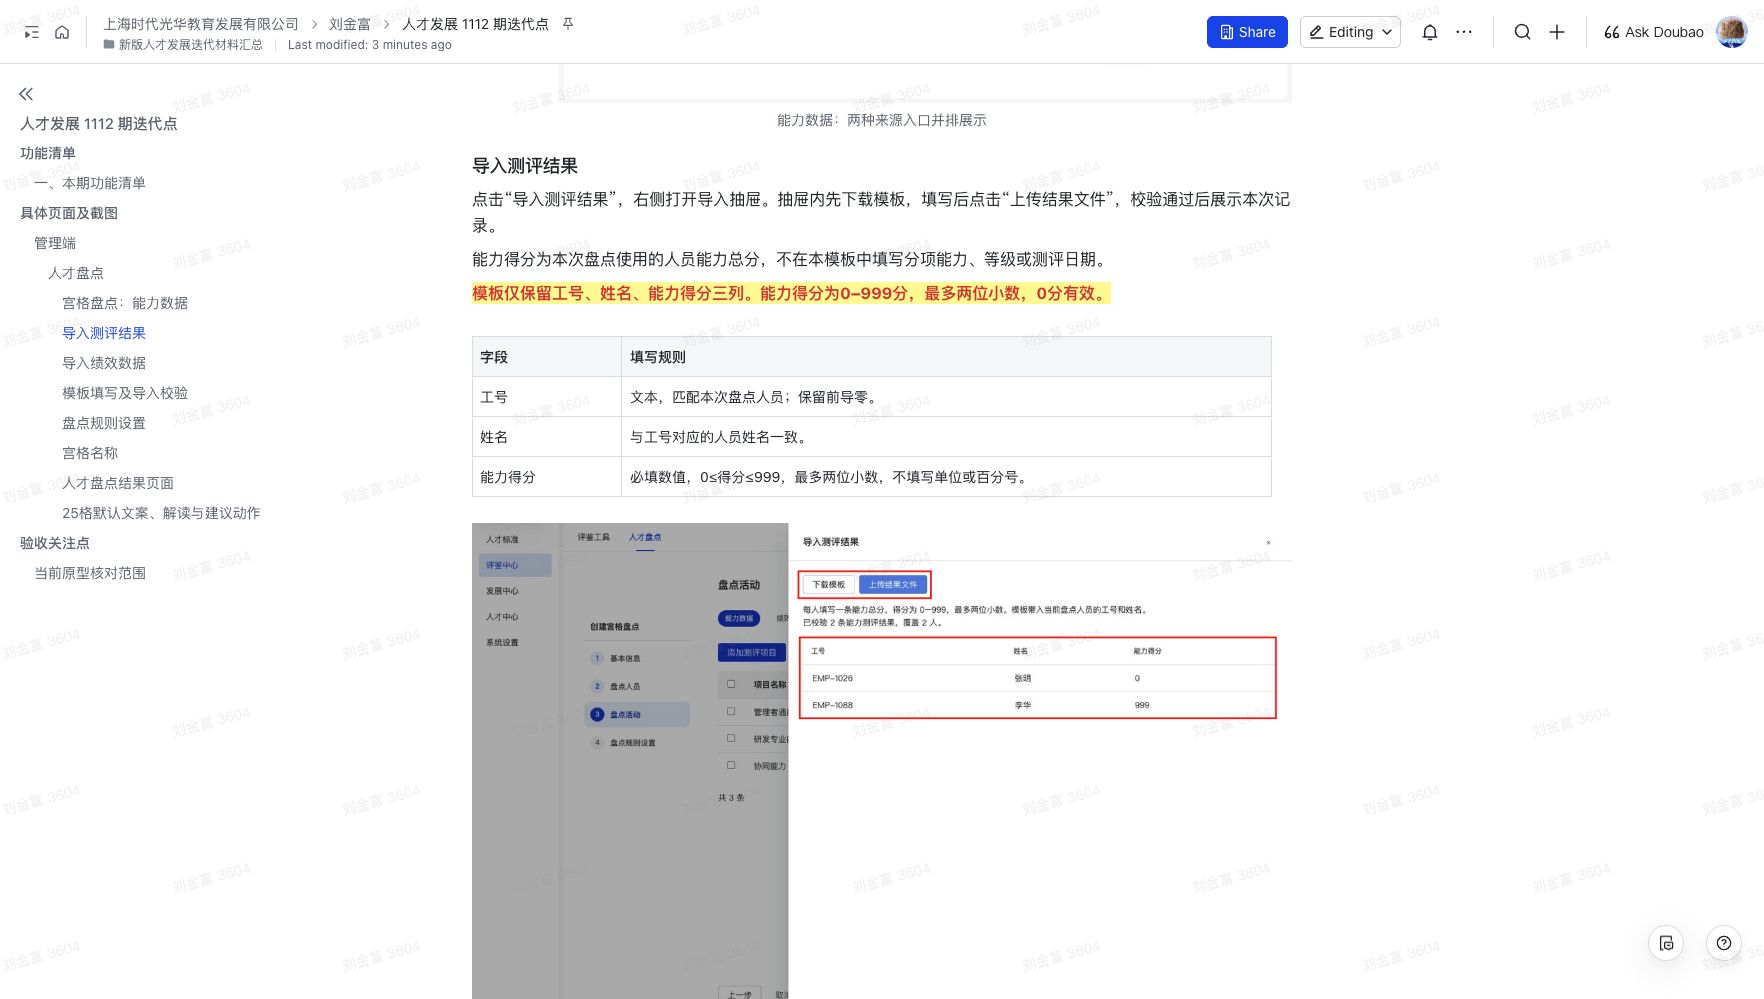 上海时代光华教育发展有限公司 > 刘金富 > 人才发展 1112 期迭代点
新版人才发展迭代材料汇总 | Last modified: 3 minutes ago
Share
Editing
Ask Doubao
人才发展 1112 期迭代点
功能清单
一、本期功能清单
具体页面及截图
管理端
人才盘点
宫格盘点：能力数据
导入测评结果
导入绩效数据
模板填写及导入校验
盘点规则设置
宫格名称
人才盘点结果页面
25格默认文案、解读与建议动作
验收关注点
当前原型核对范围
能力数据：两种来源入口并排展示
导入测评结果
点击“导入测评结果”，右侧打开导入抽屉。抽屉内先下载模板，填写后点击“上传结果文件”，校验通过后展示本次记
录。
能力得分为本次盘点使用的人员能力总分，不在本模板中填写分项能力、等级或测评日期。
模板仅保留工号、姓名、能力得分三列。能力得分为0–999分，最多两位小数，0分有效。
字段 填写规则
工号 文本，匹配本次盘点人员；保留前导零。
姓名 与工号对应的人员姓名一致。
能力得分 必填数值，0≤得分≤999，最多两位小数，不填写单位或百分号。
人才标准
评鉴中心
发展中心
人才中心
系统设置
评鉴工具 人才盘点
创建宫格盘点
1 基本信息
2 盘点人员
3 盘点活动
4 盘点规则设置
盘点活动
能力数据 绩
添加测评项目
项目名称
管理者通
研发专业
协同能力
共 3 条
上一步 取消
导入测评结果 ×
下载模板 上传结果文件
每人填写一条能力总分，得分为 0–999，最多两位小数。模板带入当前盘点人员的工号和姓名。
已校验 2 条能力测评结果，覆盖 2 人。
工号 姓名 能力得分
EMP-1026 张明 0
EMP-1088 李华 999
刘金富 3604